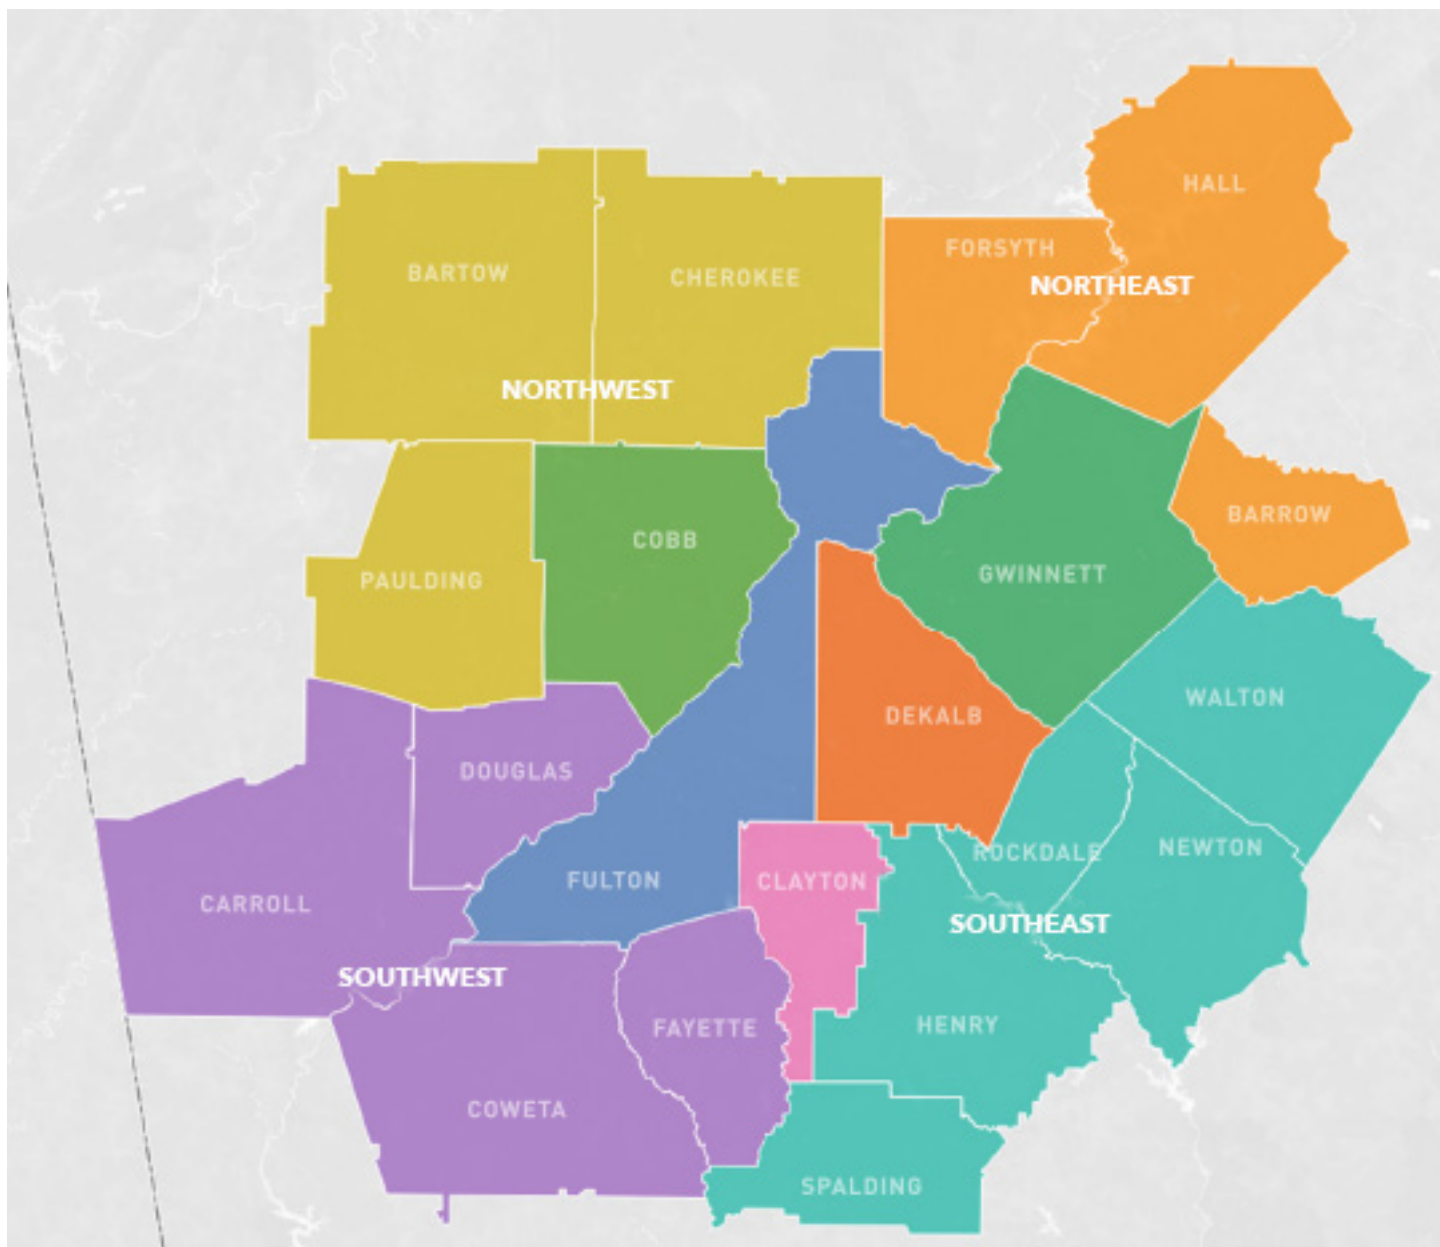 HALL
FORSYTH
BARTOW
CHEROKEE
NORTHEAST
NORTHWEST
BARROW
COBB
GWINNETT
PAULDING
WALTON
DEKALB
DOUGLAS
NEWTON
ROCKDALE
FULTON
CLAYTON
CARROLL
SOUTHEAST
SOUTHWEST
HENRY
FAYETTE
COWETA
SPALDING